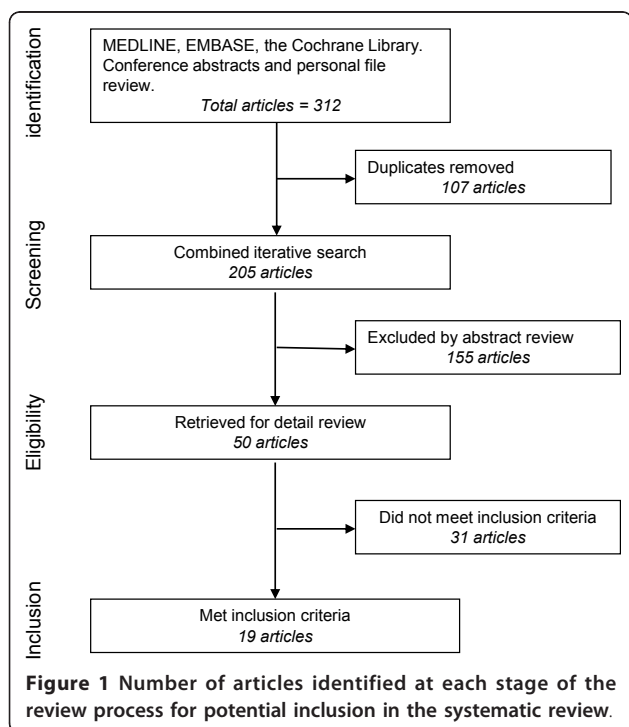 identification
MEDLINE, EMBASE, the Cochrane Library.
Conference abstracts and personal file
review.
Total articles = 312
Duplicates removed
107 articles
Screening
Combined iterative search
205 articles
Excluded by abstract review
155 articles
Eligibility
Retrieved for detail review
50 articles
Did not meet inclusion criteria
31 articles
Inclusion
Met inclusion criteria
19 articles
Figure 1 Number of articles identified at each stage of the
review process for potential inclusion in the systematic review.